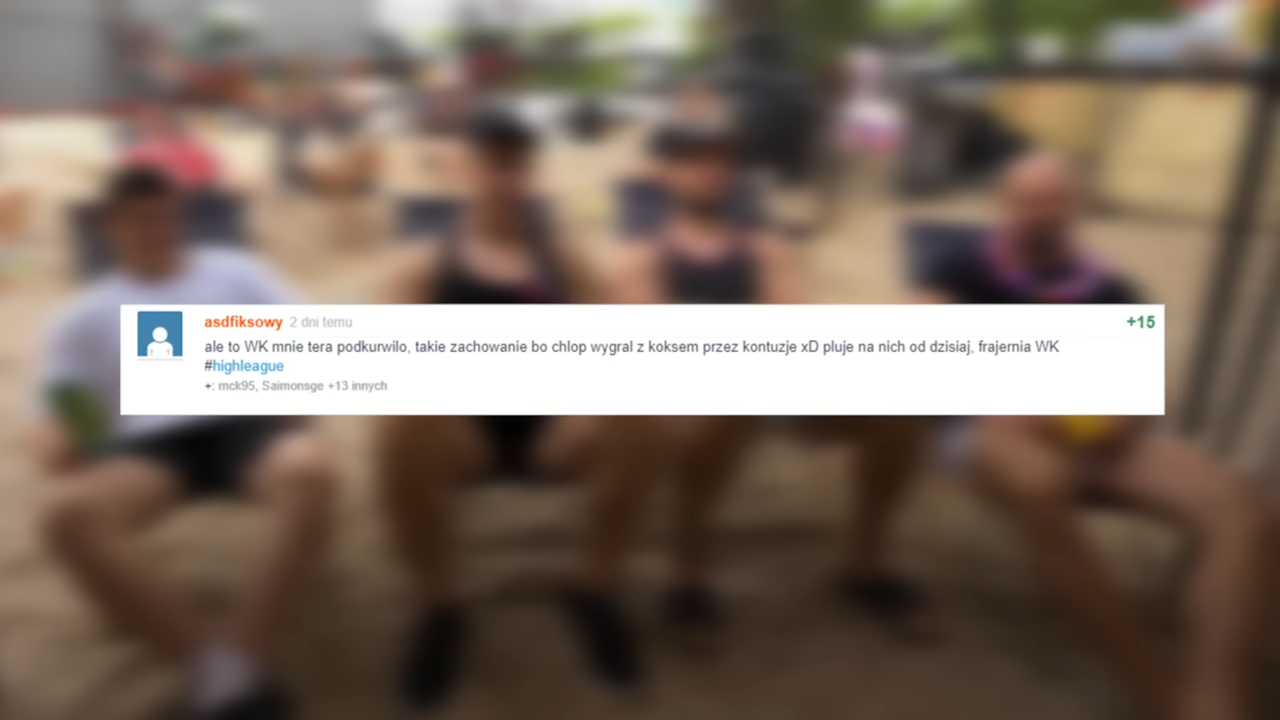 asdfiksowy 2 dni temu +15
ale to WK mnie tera podkurwilo, takie zachowanie bo chlop wygral z koksem przez kontuzje xD pluje na nich od dzisiaj, frajernia WK
#highleague
+: mck95, Saimonsge +13 innych